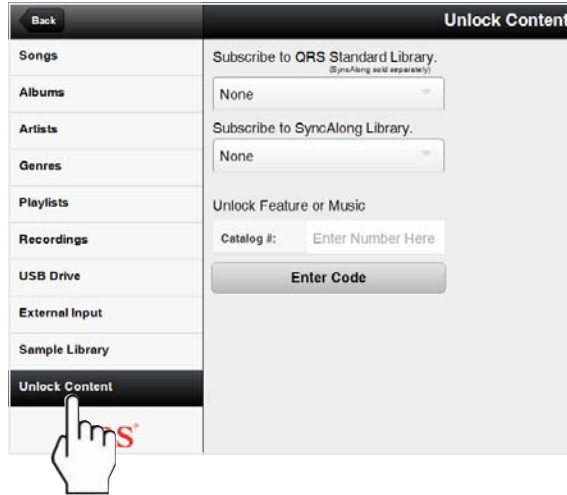 Back
Unlock Content
Songs
Albums
Artists
Genres
Playlists
Recordings
USB Drive
External Input
Sample Library
Unlock Content
S
Subscribe to QRS Standard Library.
(SyncAlong sold separately)
None
Subscribe to SyncAlong Library.
None
Unlock Feature or Music
Catalog #: Enter Number Here
Enter Code